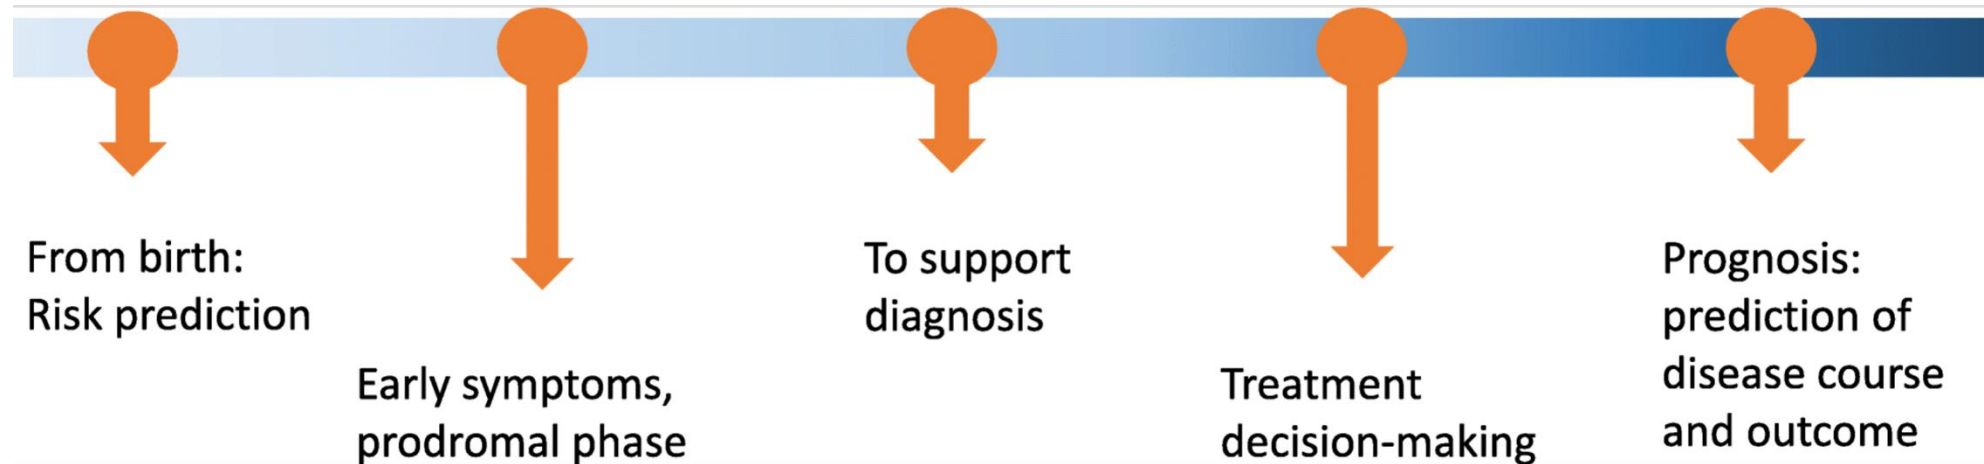 From birth:
Risk prediction
Early symptoms,
prodromal phase
To support
diagnosis
Treatment
decision-making
Prognosis:
prediction of
disease course
and outcome